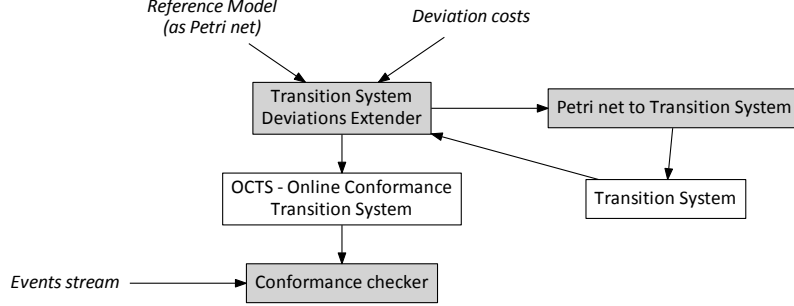 Reference Model
(as Petri net)
Deviation costs
Transition System
Deviations Extender
Petri net to Transition System
OCTS - Online Conformance
Transition System
Transition System
Events stream
Conformance checker